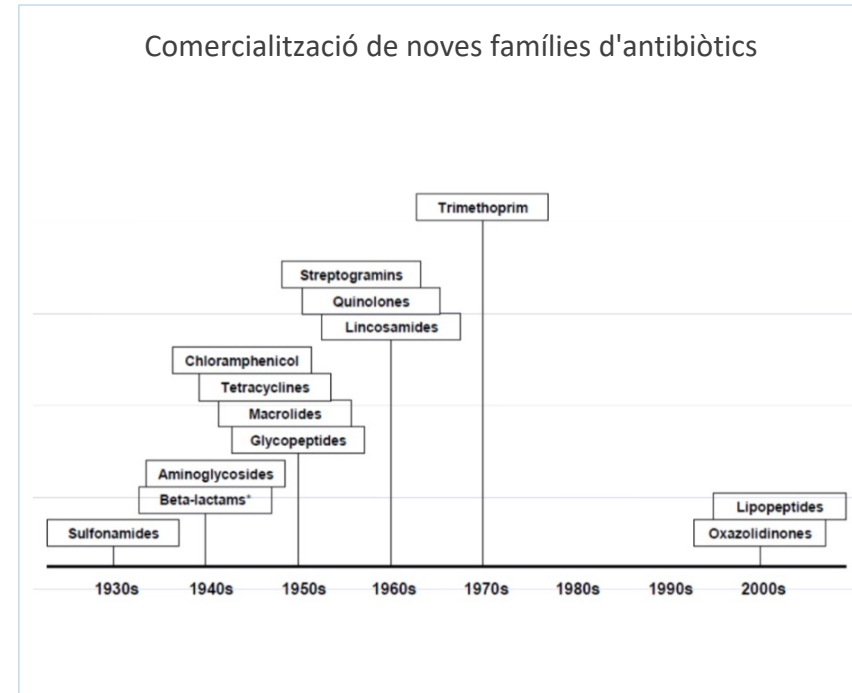 Comercialització de noves famílies d'antibiòtics
Trimethoprim
Streptogramins
Quinolones
Lincosamides
Chloramphenicol
Tetracyclines
Macrolides
Glycopeptides
Aminoglycosides
Beta-lactams*
Lipopeptides
Sulfonamides
Oxazolidinones
1930s 1940s 1950s 1960s 1970s 1980s 1990s 2000s